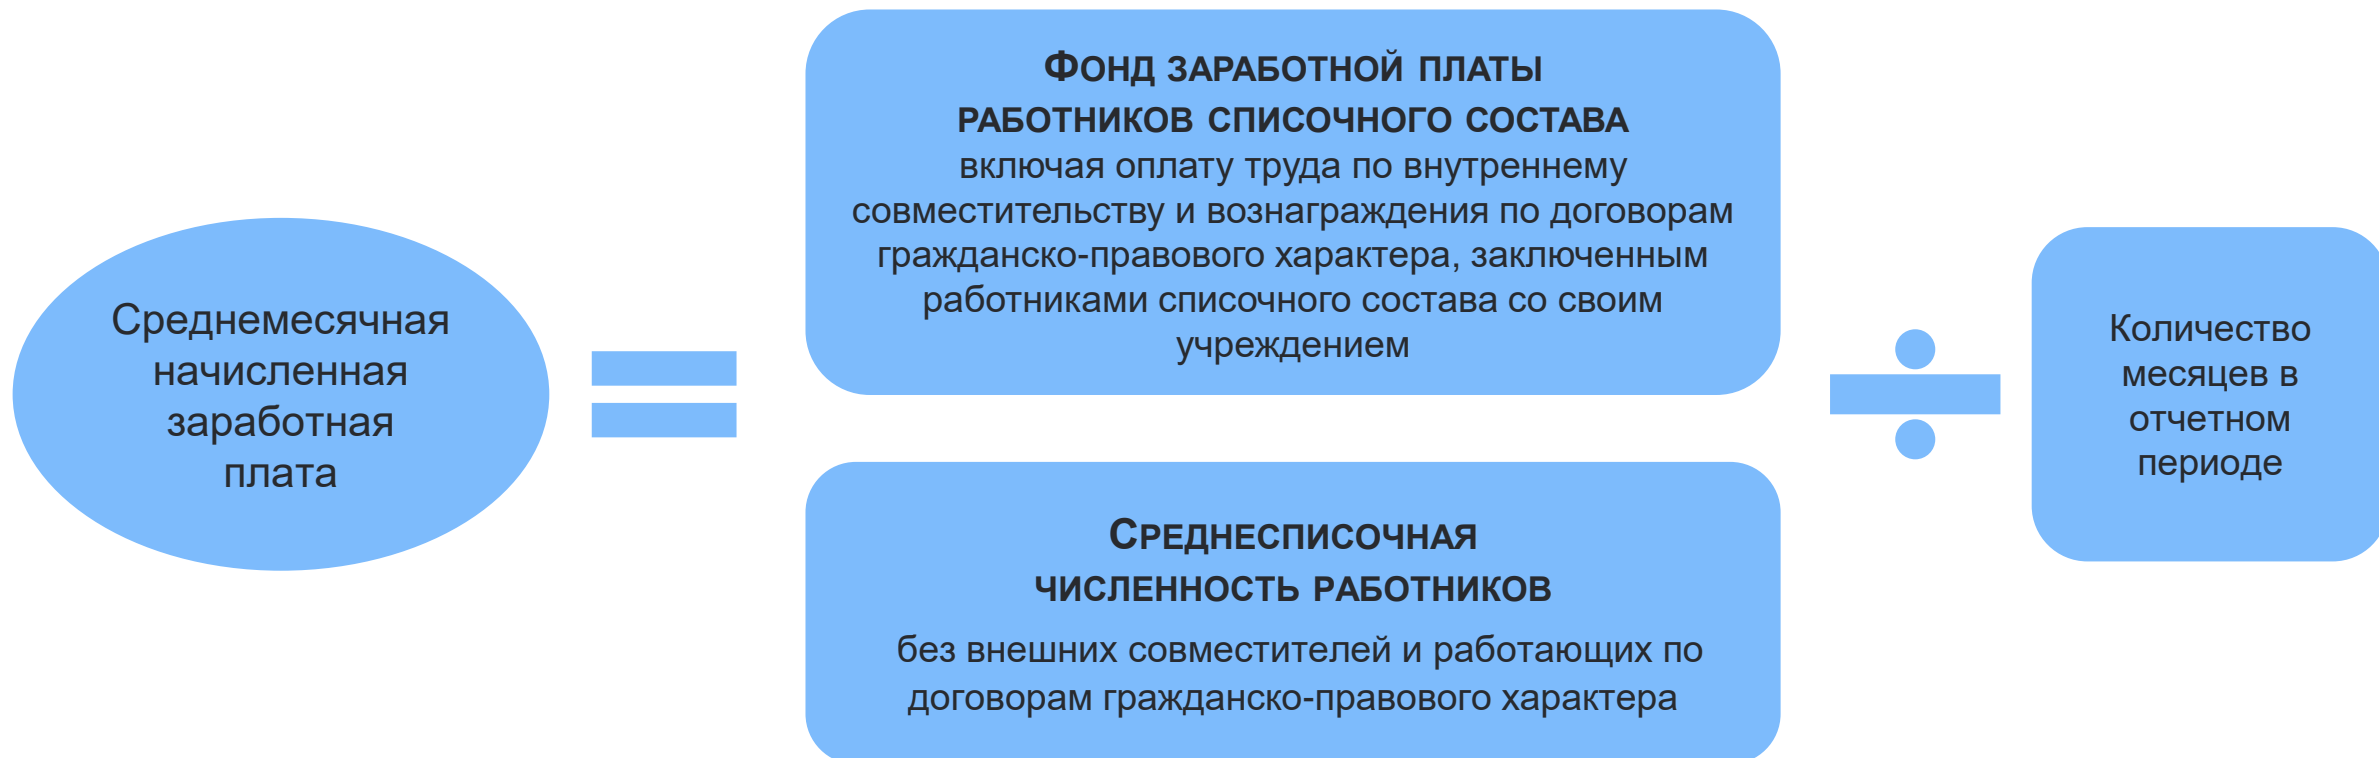 Среднемесячная
начисленная
заработная
плата
ФОНД ЗАРАБОТНОЙ ПЛАТЫ
РАБОТНИКОВ СПИСОЧНОГО СОСТАВА
включая оплату труда по внутреннему
совместительству и вознаграждения по договорам
гражданско-правового характера, заключенным
работниками списочного состава со своим
учреждением
СРЕДНЕСПИСОЧНАЯ
ЧИСЛЕННОСТЬ РАБОТНИКОВ
без внешних совместителей и работающих по
договорам гражданско-правового характера
Количество
месяцев в
отчетном
периоде